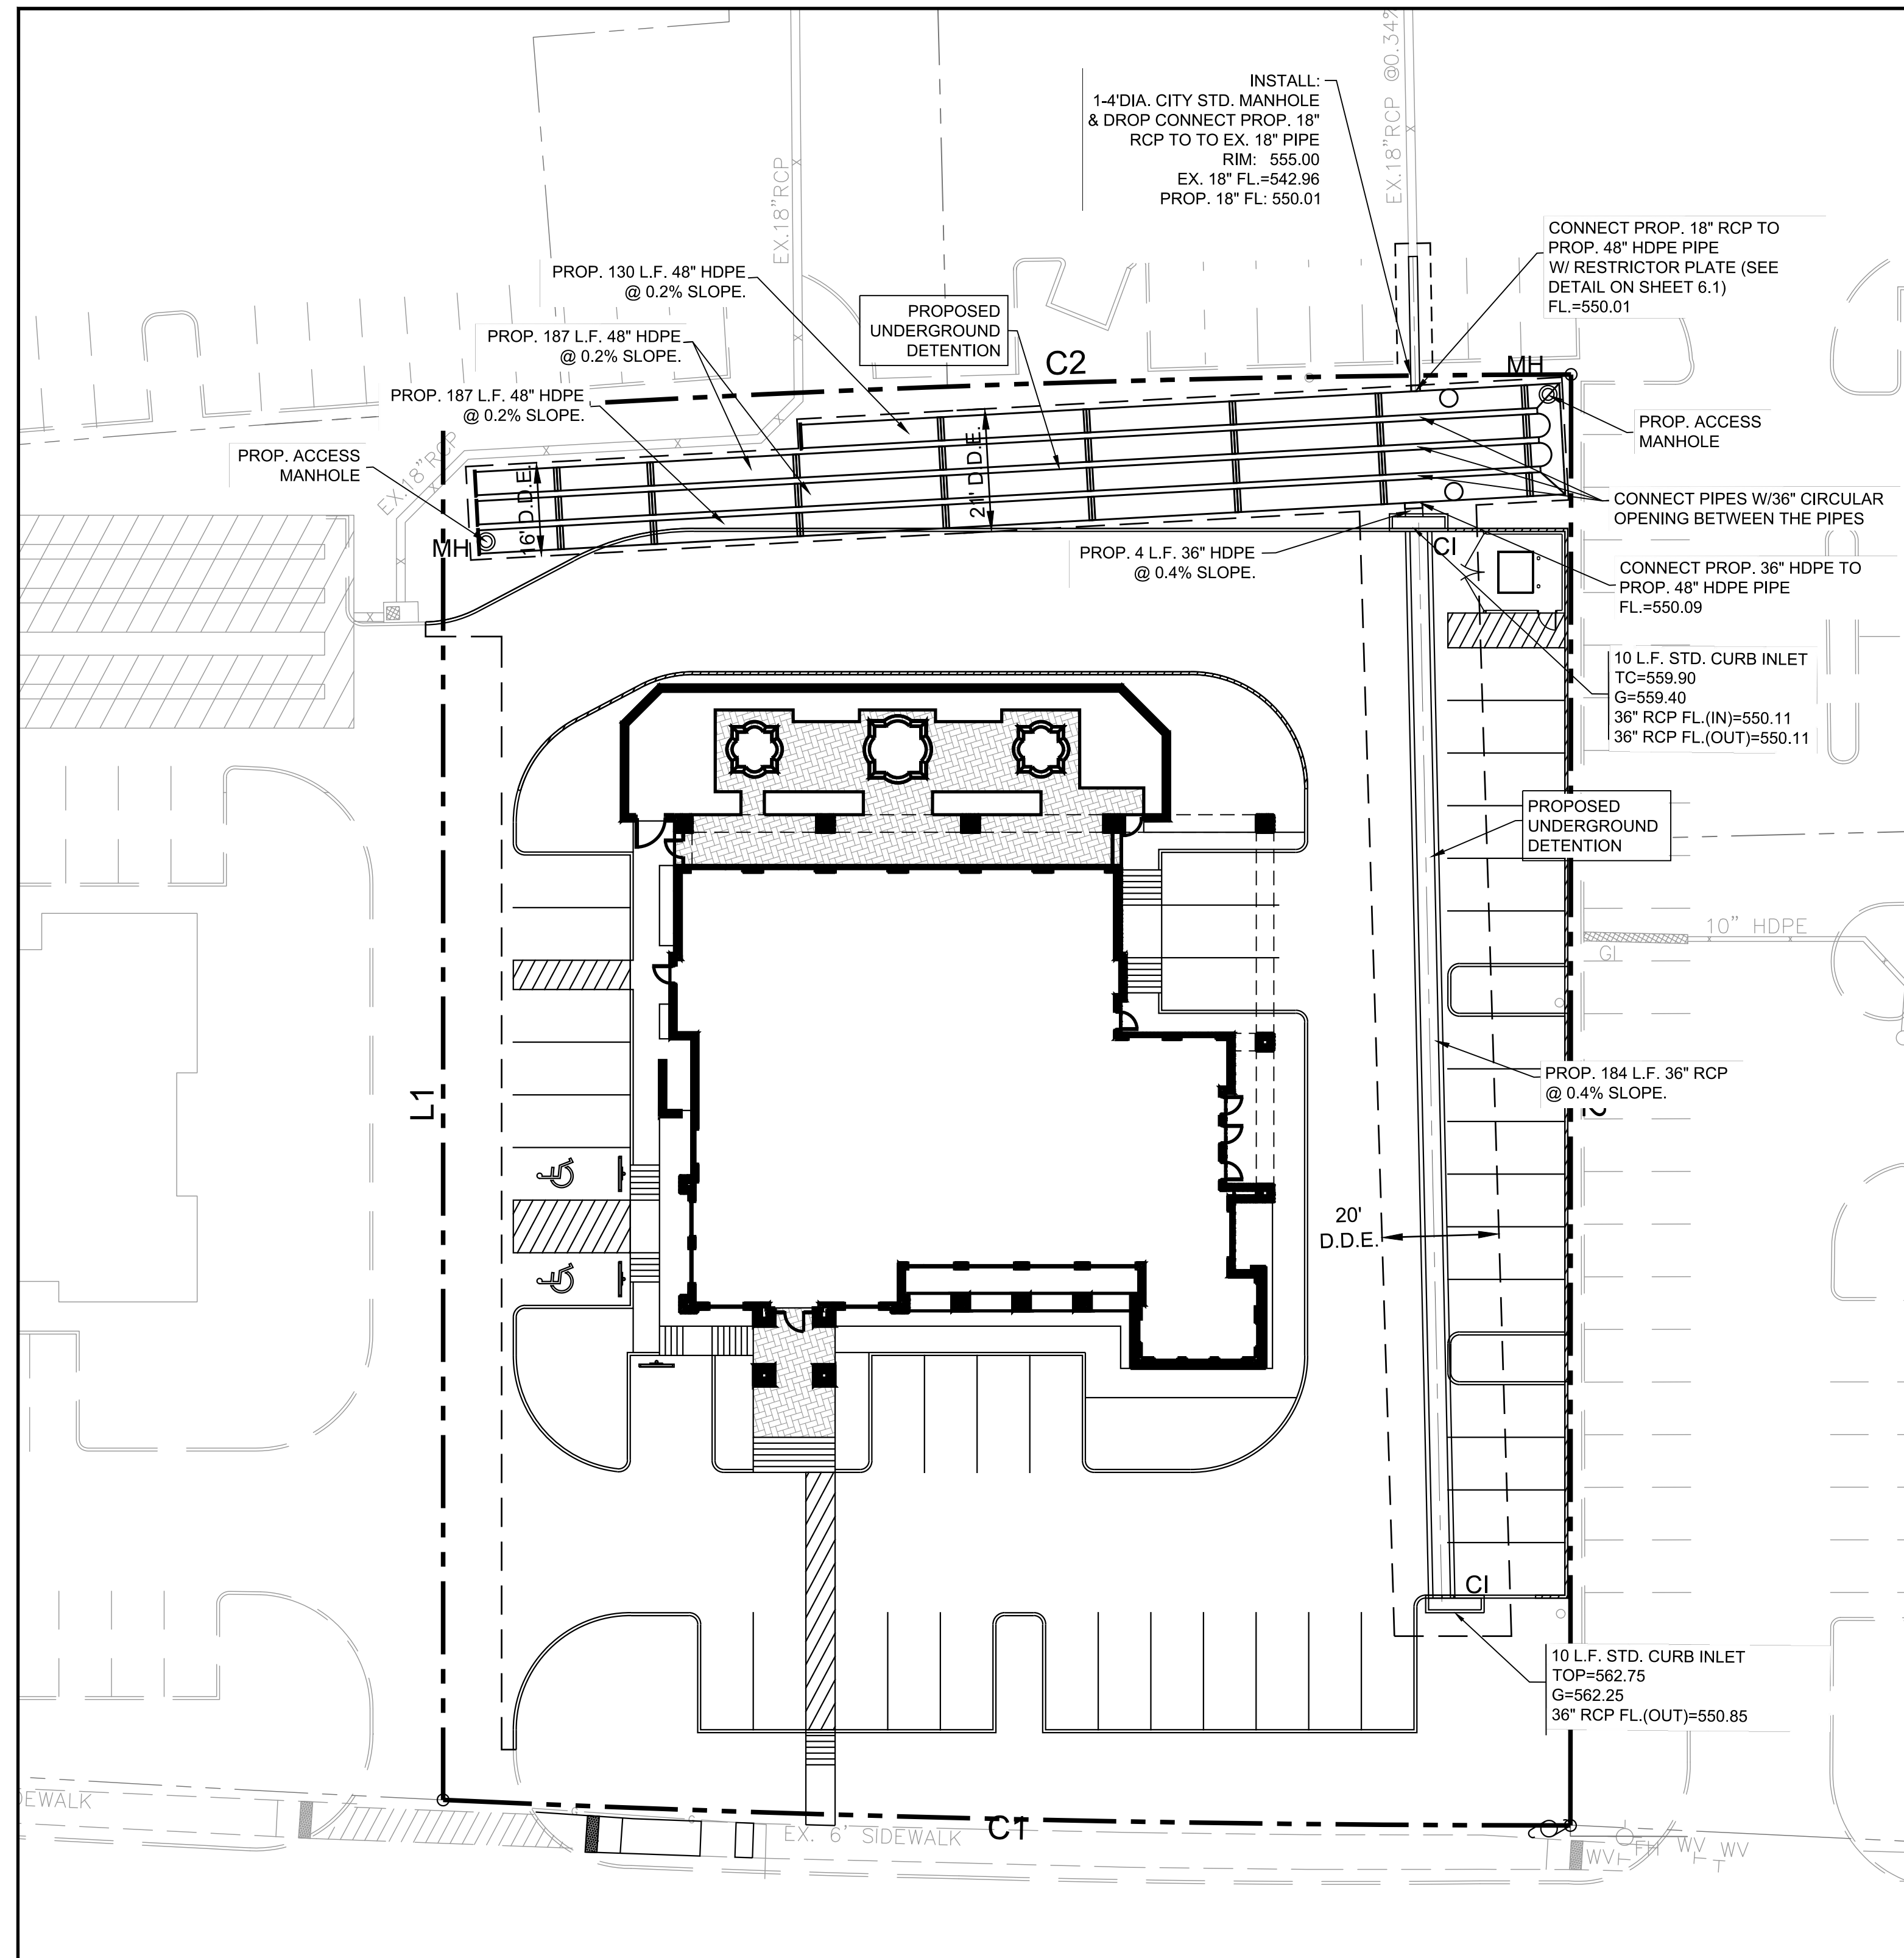 INSTALL:
1-4'DIA. CITY STD. MANHOLE
& DROP CONNECT PROP. 18"
RCP TO TO EX. 18" PIPE
RIM: 555.00
EX. 18" FL.=542.96
PROP. 18" FL: 550.01
EX.18"RCP @0.34%
EX.18"RCP
CONNECT PROP. 18" RCP TO
PROP. 48" HDPE PIPE
W/ RESTRICTOR PLATE (SEE
DETAIL ON SHEET 6.1)
FL.=550.01
PROP. 130 L.F. 48" HDPE
@ 0.2% SLOPE.
PROPOSED
UNDERGROUND
DETENTION
PROP. 187 L.F. 48" HDPE
@ 0.2% SLOPE.
C2
MH
PROP. 187 L.F. 48" HDPE
@ 0.2% SLOPE.
PROP. ACCESS
MANHOLE
PROP. ACCESS
MANHOLE
EX.18"RCP
16' D.D.E.
21' D.D.E.
MH
CONNECT PIPES W/36" CIRCULAR
OPENING BETWEEN THE PIPES
PROP. 4 L.F. 36" HDPE
@ 0.4% SLOPE.
CI
CONNECT PROP. 36" HDPE TO
PROP. 48" HDPE PIPE
FL.=550.09
10 L.F. STD. CURB INLET
TC=559.90
G=559.40
36" RCP FL.(IN)=550.11
36" RCP FL.(OUT)=550.11
PROPOSED
UNDERGROUND
DETENTION
10" HDPE
GI
L1
PROP. 184 L.F. 36" RCP
@ 0.4% SLOPE.
20'
D.D.E.
CI
10 L.F. STD. CURB INLET
TOP=562.75
G=562.25
36" RCP FL.(OUT)=550.85
DEWALK
EX. 6' SIDEWALK
C1
WV
FH
WV
WV